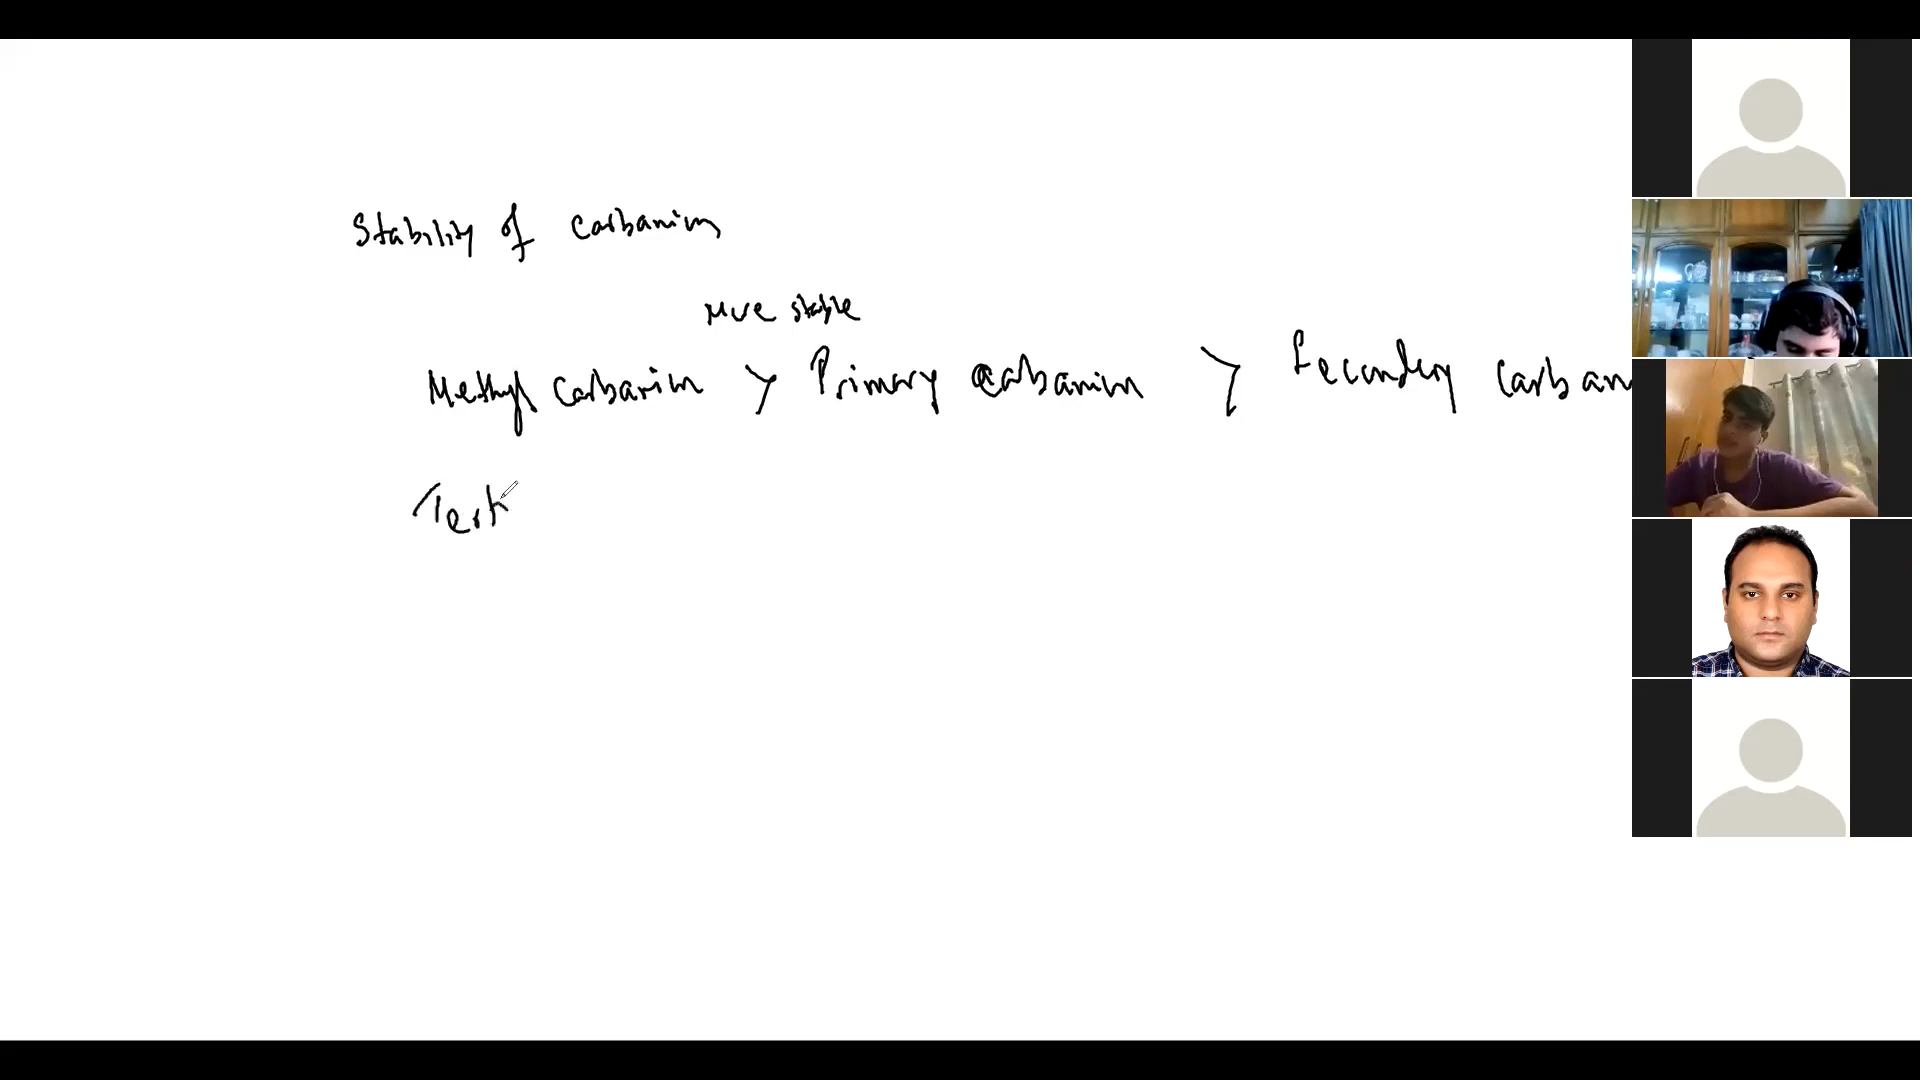 Stability of Carbanion
More stable
Methyl Carbanion > Primary carbanion > Secondary Carban
Tert